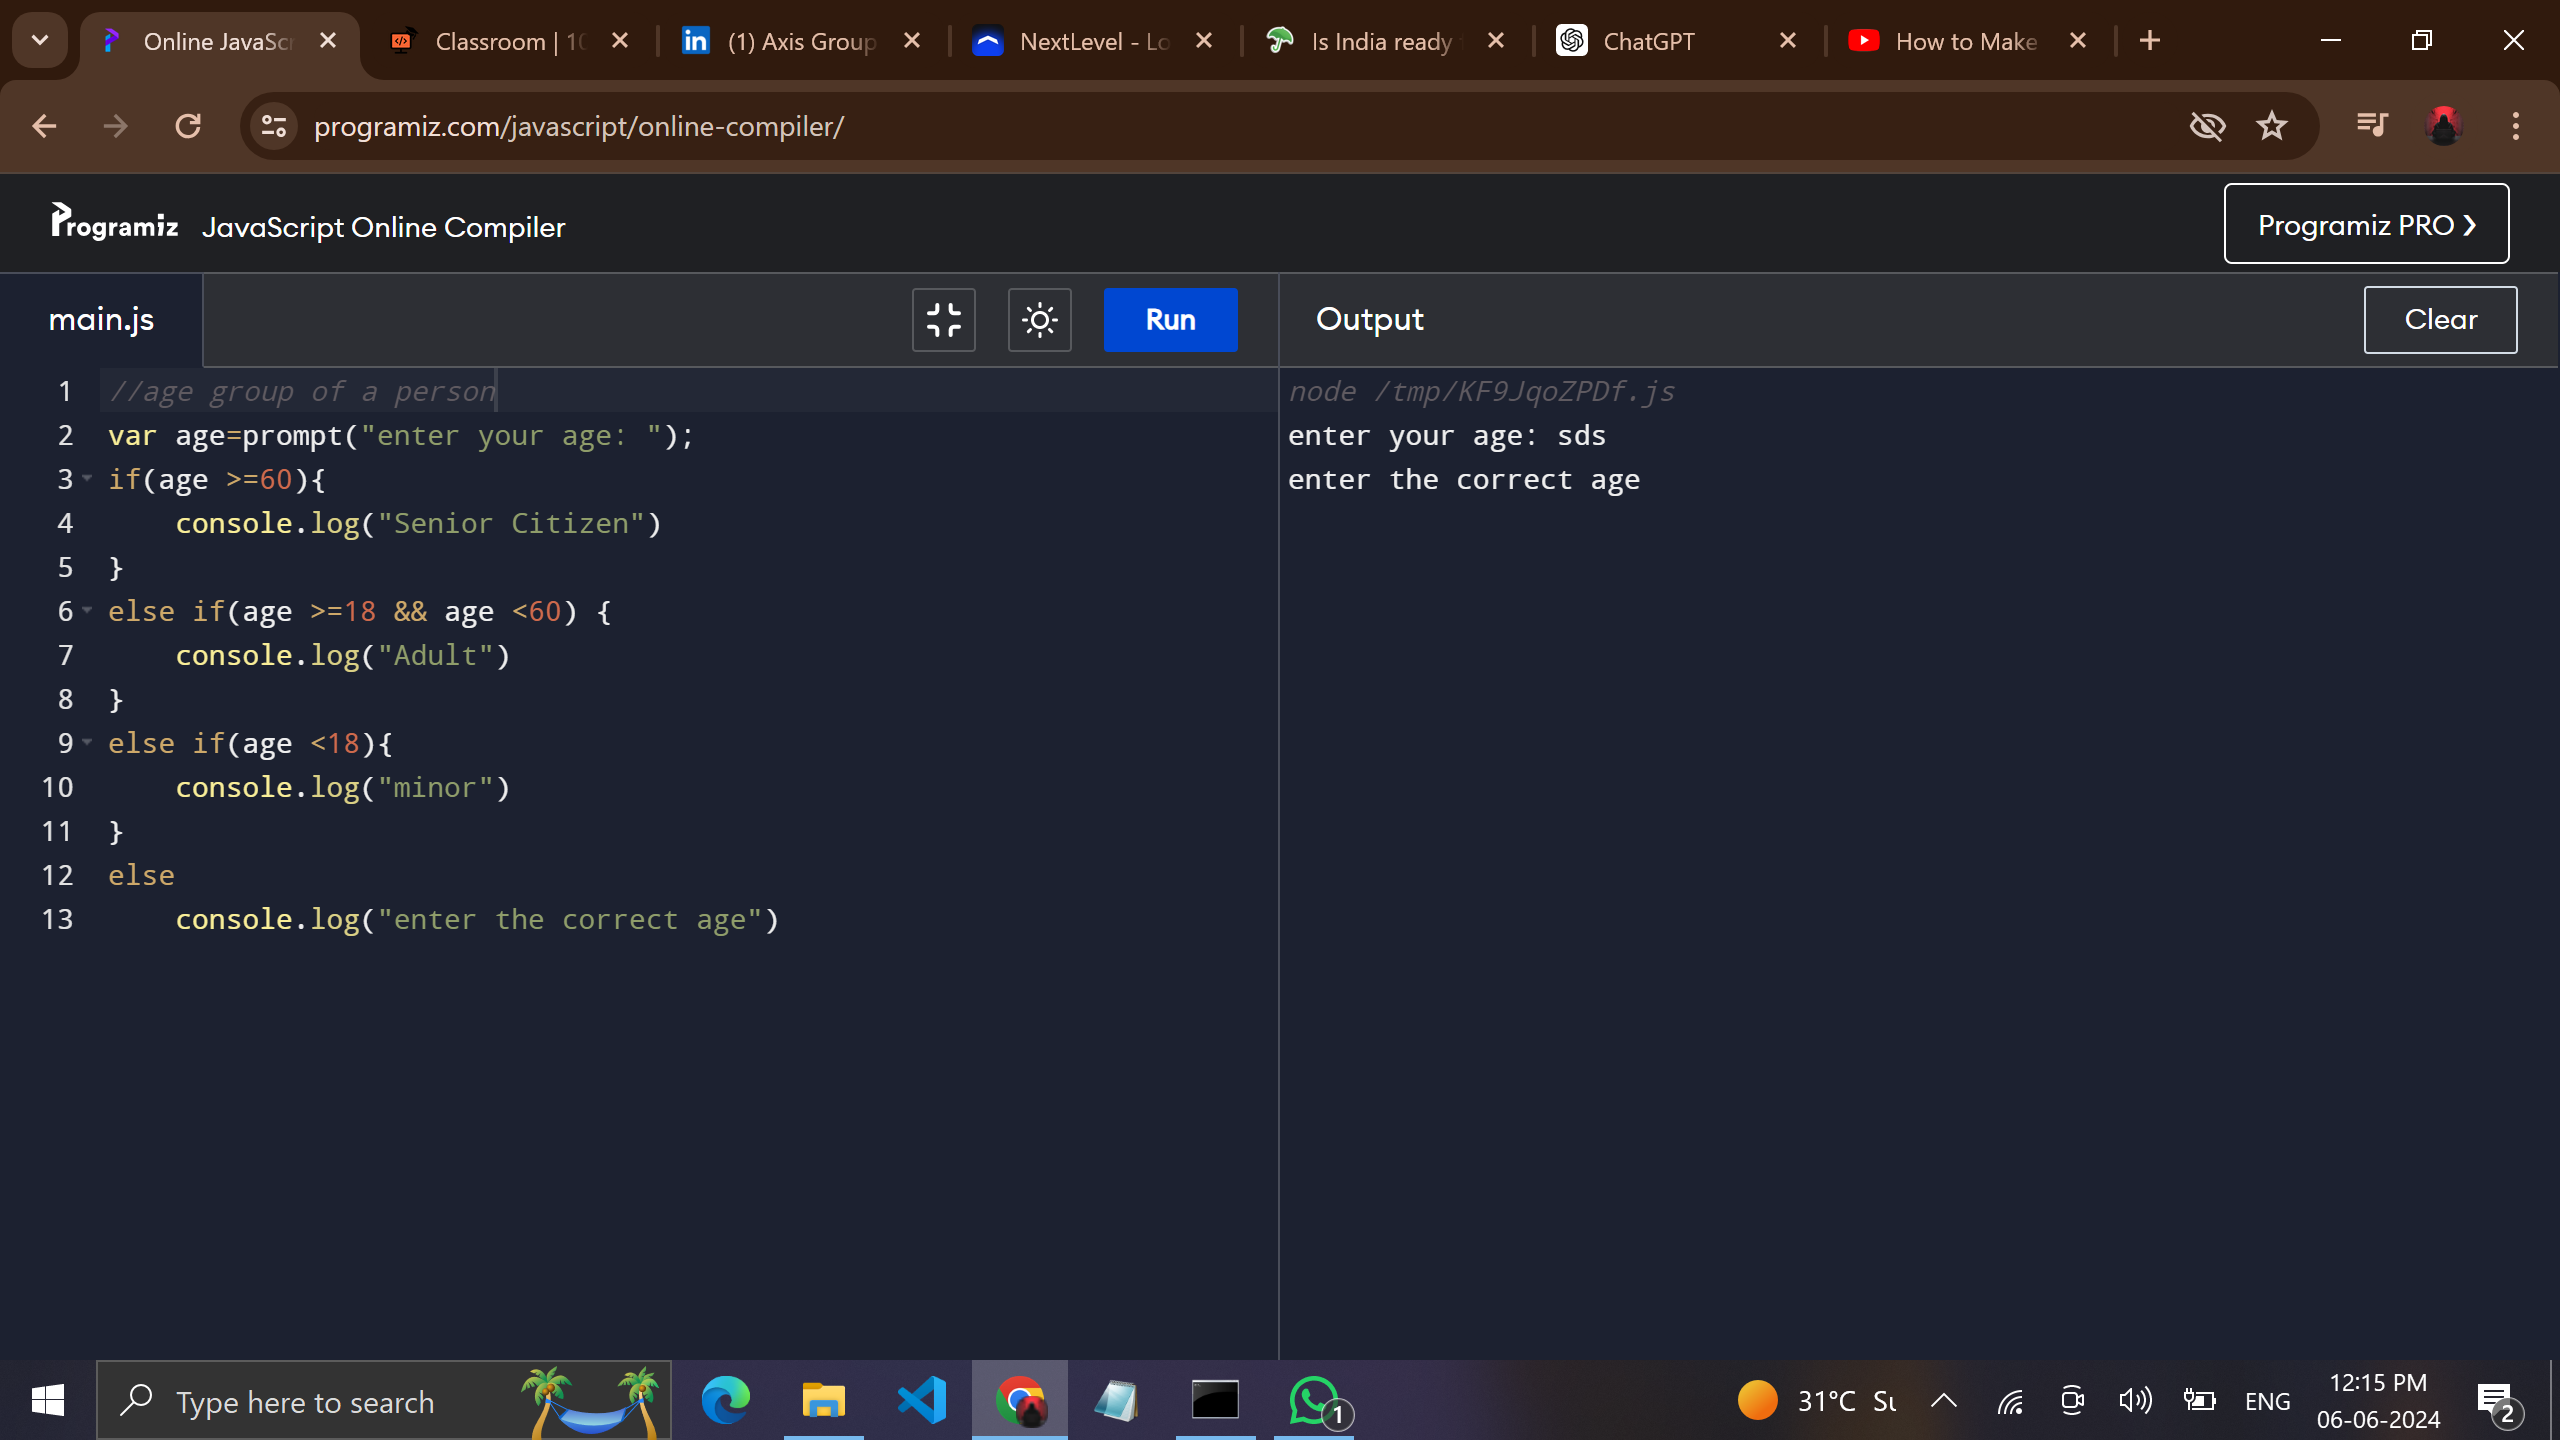 Online JavaScr
Classroom | 10
(1) Axis Group
NextLevel - Lo
Is India ready
ChatGPT
How to Make
programiz.com/javascript/online-compiler/
Programiz JavaScript Online Compiler
Programiz PRO
main.js
Run
Output
Clear
1 //age group of a person
2 var age=prompt("enter your age: ");
3 if(age >=60){
4     console.log("Senior Citizen")
5 }
6 else if(age >=18 && age <60) {
7     console.log("Adult")
8 }
9 else if(age <18){
10     console.log("minor")
11 }
12 else
13     console.log("enter the correct age")
node /tmp/KF9JqoZPDf.js
enter your age: sds
enter the correct age
Type here to search
1
31°C Su
ENG
12:15 PM
06-06-2024
2